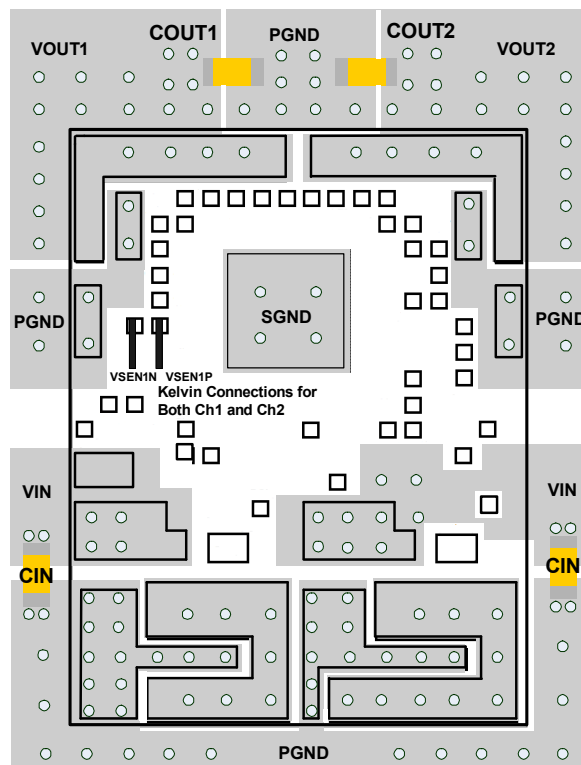 VOUT1
COUT1
PGND
COUT2
VOUT2
PGND
SGND
PGND
VSEN1N VSEN1P
Kelvin Connections for
Both Ch1 and Ch2
VIN
VIN
CIN
CIN
PGND